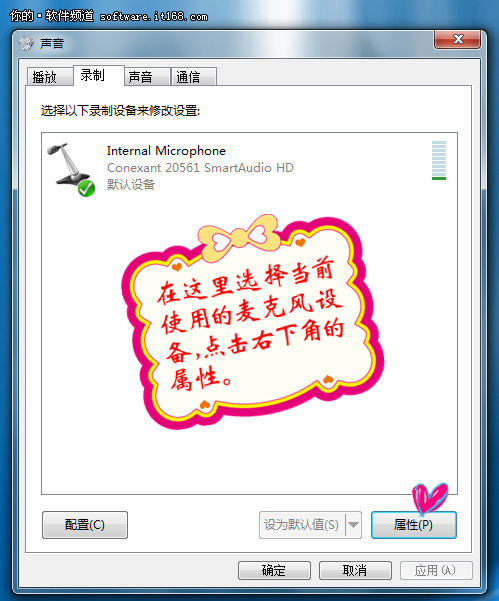 你的·软件频道 software.it168.com
声音
播放 录制 声音 通信
选择以下录制设备来修改设置:
Internal Microphone
Conexant 20561 SmartAudio HD
默认设备
在这里选择当前
使用的麦克风设
备,点击右下角的
属性。
配置(C) 设为默认值(S) 属性(P)
确定 取消 应用(A)